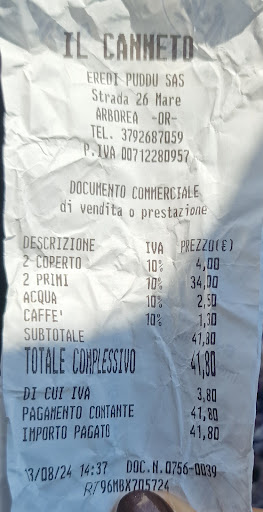 IL CANNETO
EREDI PUDDU SAS
Strada 26 Mare
ARBOREA -OR-
TEL. 3792687059
P.IVA 00712280957
DOCUMENTO COMMERCIALE
di vendita o prestazione
DESCRIZIONE IVA PREZZO(€)
2 COPERTO 10% 4,00
2 PRIMI 10% 34,00
ACQUA 10% 2,50
CAFFE' 10% 1,30
SUBTOTALE 41,80
TOTALE COMPLESSIVO 41,80
DI CUI IVA 3,80
PAGAMENTO CONTANTE 41,80
IMPORTO PAGATO 41,80
13/08/24 14:37 DOC.N.0756-0039
RT 96MBX705724